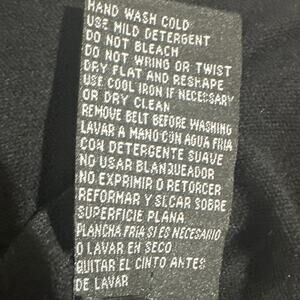 HAND WASH COLD
USE MILD DETERGENT
DO NOT BLEACH
DO NOT WRING OR TWIST
DRY FLAT AND RESHAPE
USE COOL IRON IF NECESSARY
OR DRY CLEAN
REMOVE BELT BEFORE WASHING
LAVAR A MANO CON AGUA FRIA
CON DETERGENTE SUAVE
NO USAR BLANQUEADOR
NO EXPRIMIR O RETORCER
REFORMAR Y SECAR SOBRE
SUPERFICIE PLANA
PLANCHA FRIA SI ES NECESARIO
O LAVAR EN SECO
QUITAR EL CINTO ANTES
DE LAVAR